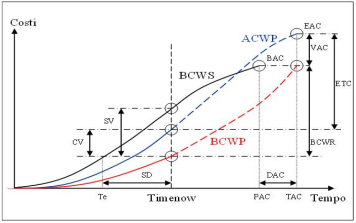 Costi
EAC
ACWP
VAC
BAC
BCWS
ETC
SV
CV
BCWP
BCWR
SD
DAC
Te
Timenow
PAC
TAC
Tempo